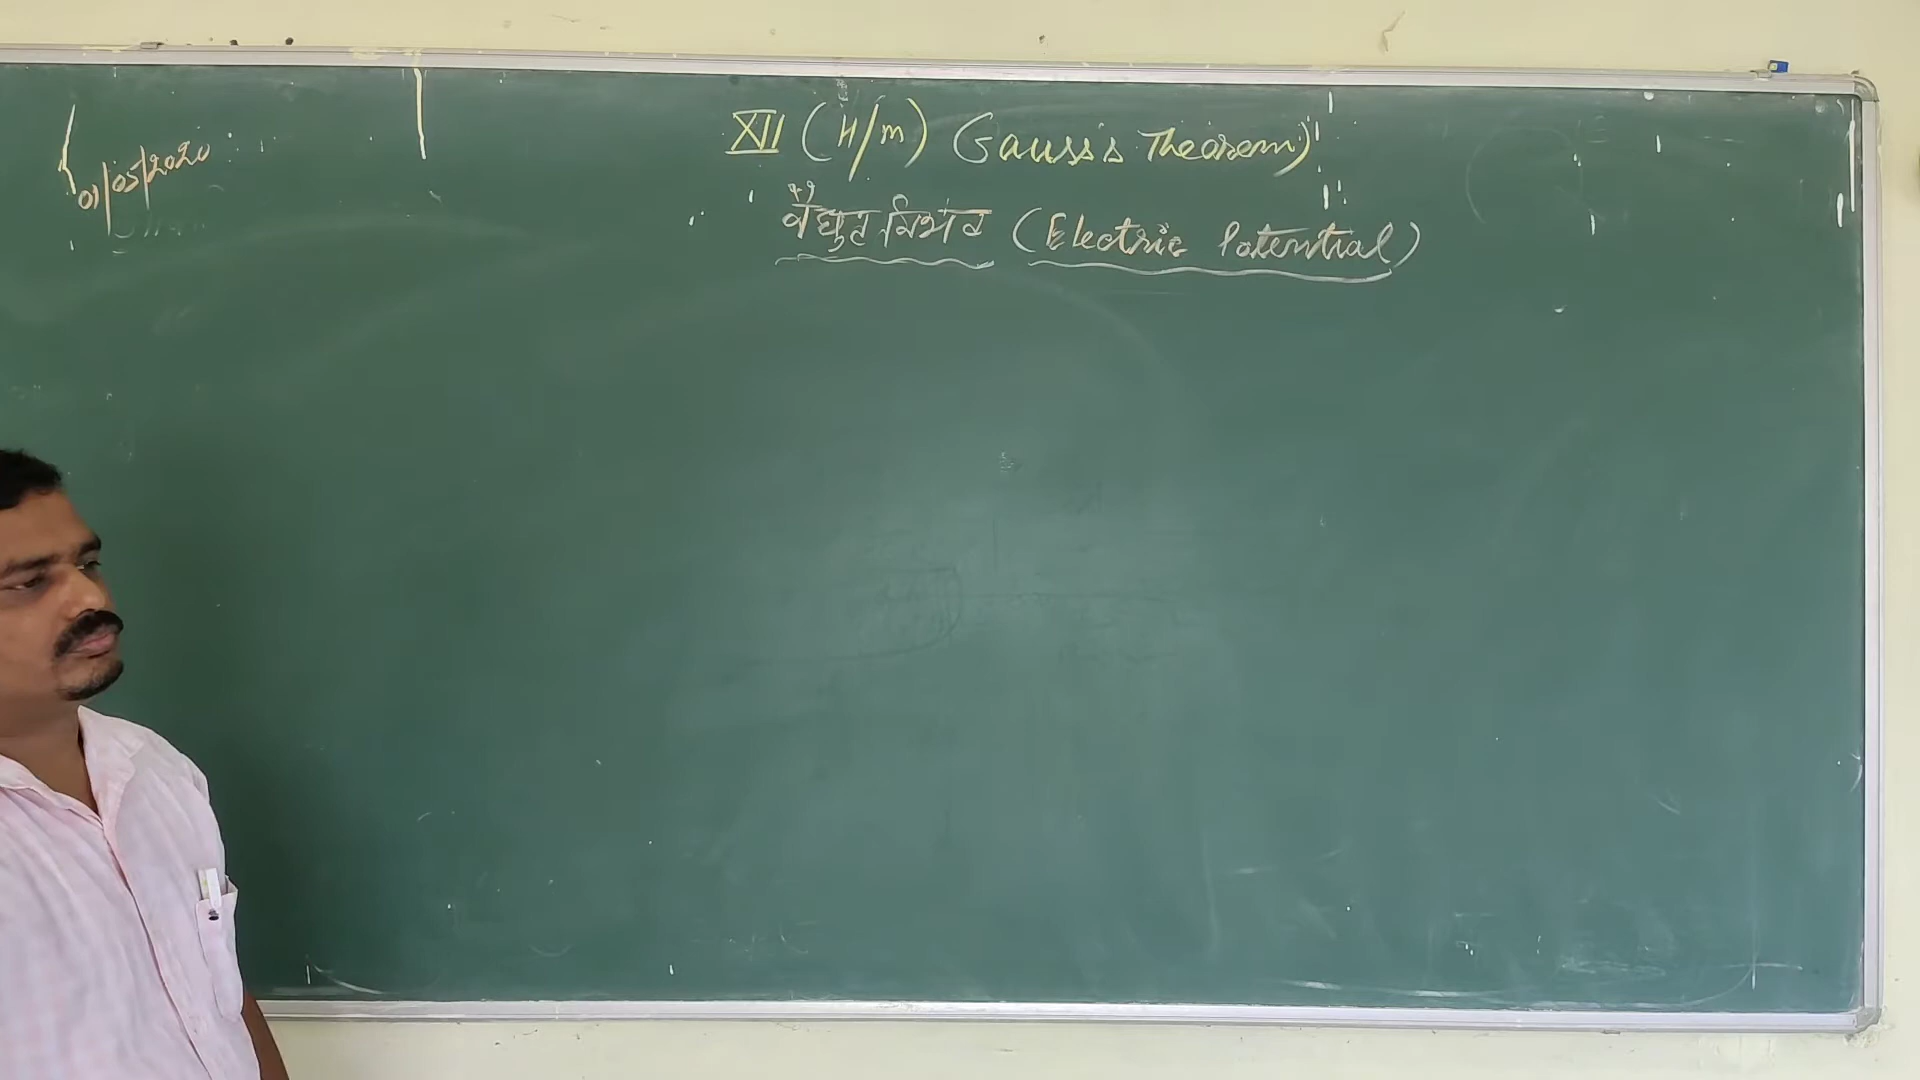 01/05/2020
XII (H/m) (Gauss's Theorem)
वैद्युत विभव (Electric Potential)